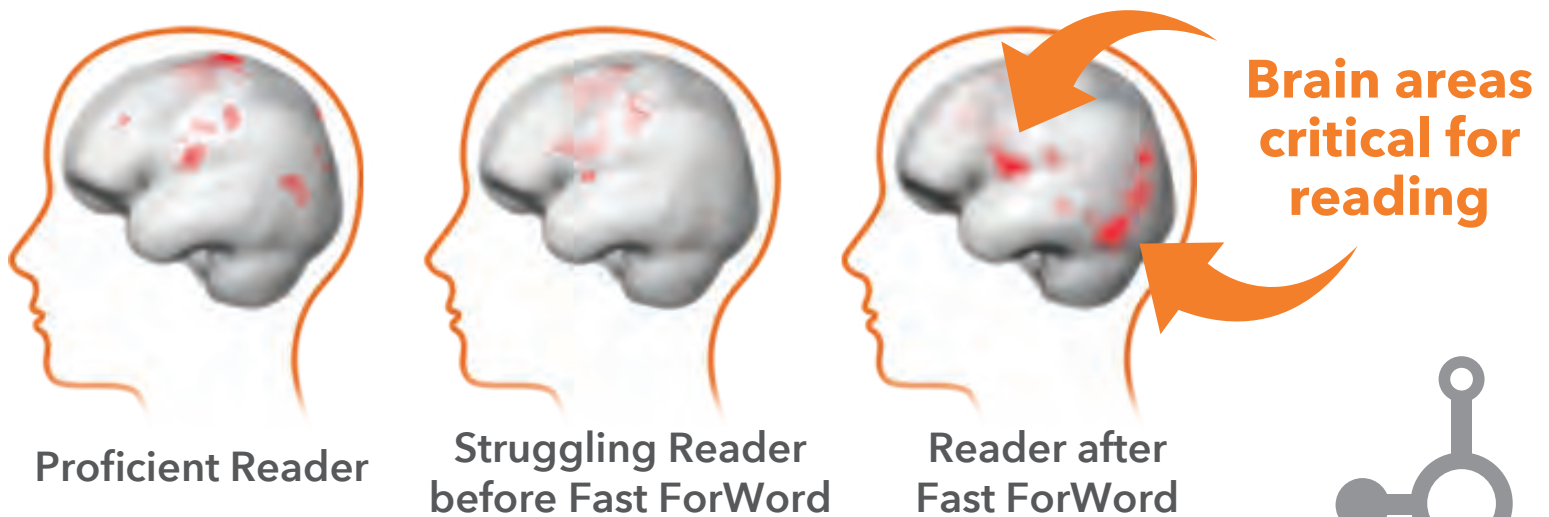 Brain areas
critical for
reading
Proficient Reader
Struggling Reader
before Fast ForWord
Reader after
Fast ForWord